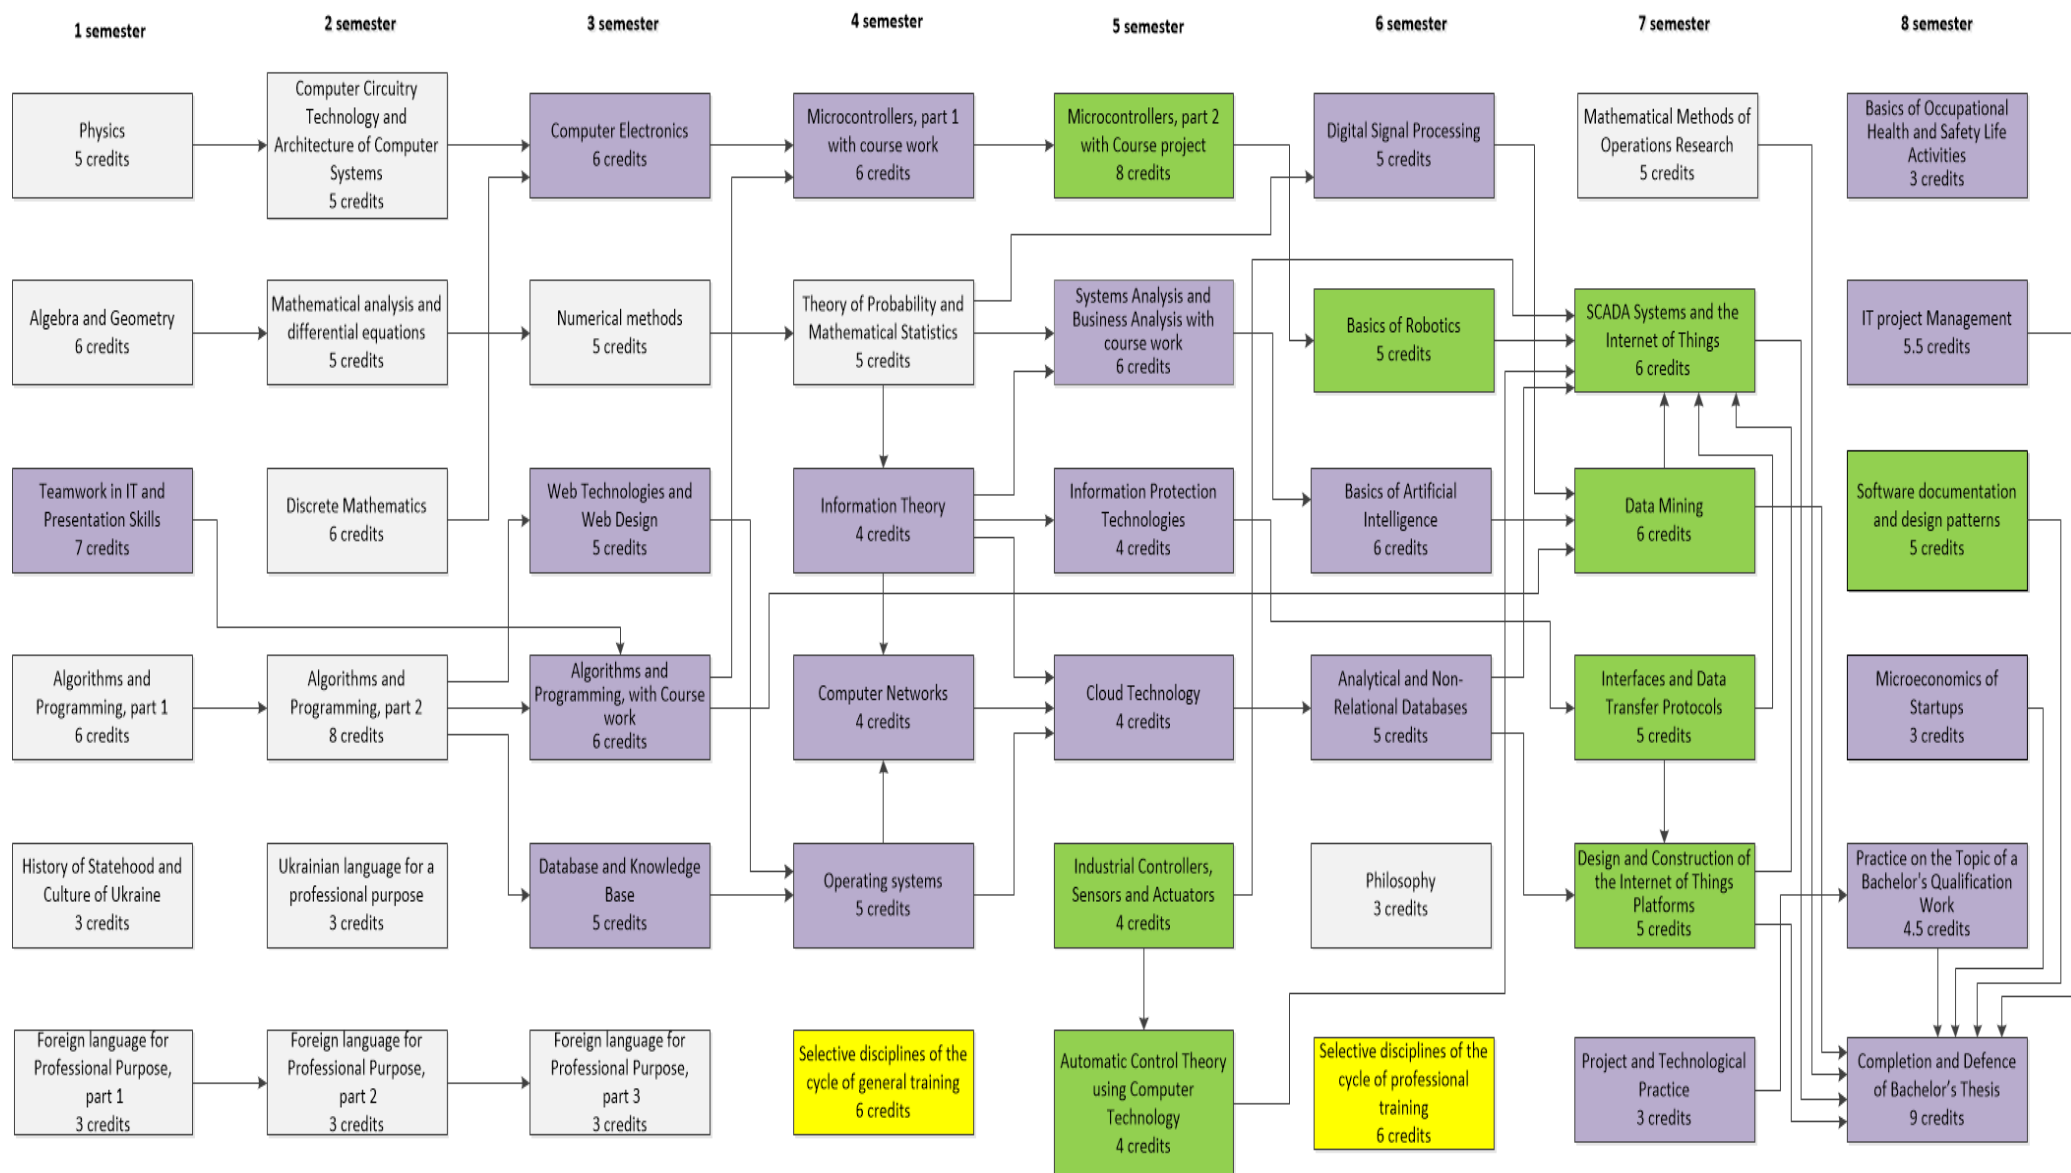 1 semester
2 semester
3 semester
4 semester
5 semester
6 semester
7 semester
8 semester
Physics
5 credits
Computer Circuitry
Technology and
Architecture of Computer
Systems
5 credits
Computer Electronics
6 credits
Microcontrollers, part 1
with course work
6 credits
Microcontrollers, part 2
with Course project
8 credits
Digital Signal Processing
5 credits
Mathematical Methods of
Operations Research
5 credits
Basics of Occupational
Health and Safety Life
Activities
3 credits
Algebra and Geometry
6 credits
Mathematical analysis and
differential equations
5 credits
Numerical methods
5 credits
Theory of Probability and
Mathematical Statistics
5 credits
Systems Analysis and
Business Analysis with
course work
6 credits
Basics of Robotics
5 credits
SCADA Systems and the
Internet of Things
6 credits
IT project Management
5.5 credits
Teamwork in IT and
Presentation Skills
7 credits
Discrete Mathematics
6 credits
Web Technologies and
Web Design
5 credits
Information Theory
4 credits
Information Protection
Technologies
4 credits
Basics of Artificial
Intelligence
6 credits
Data Mining
6 credits
Software documentation
and design patterns
5 credits
Algorithms and
Programming, part 1
6 credits
Algorithms and
Programming, part 2
8 credits
Algorithms and
Programming, with Course
work
6 credits
Computer Networks
4 credits
Cloud Technology
4 credits
Analytical and Non-
Relational Databases
5 credits
Interfaces and Data
Transfer Protocols
5 credits
Microeconomics of
Startups
3 credits
History of Statehood and
Culture of Ukraine
3 credits
Ukrainian language for a
professional purpose
3 credits
Database and Knowledge
Base
5 credits
Operating systems
5 credits
Industrial Controllers,
Sensors and Actuators
4 credits
Philosophy
3 credits
Design and Construction of
the Internet of Things
Platforms
5 credits
Practice on the Topic of a
Bachelor's Qualification
Work
4.5 credits
Foreign language for
Professional Purpose,
part 1
3 credits
Foreign language for
Professional Purpose,
part 2
3 credits
Foreign language for
Professional Purpose,
part 3
3 credits
Selective disciplines of the
cycle of general training
6 credits
Automatic Control Theory
using Computer
Technology
4 credits
Selective disciplines of the
cycle of professional
training
6 credits
Project and Technological
Practice
3 credits
Completion and Defence
of Bachelor’s Thesis
9 credits